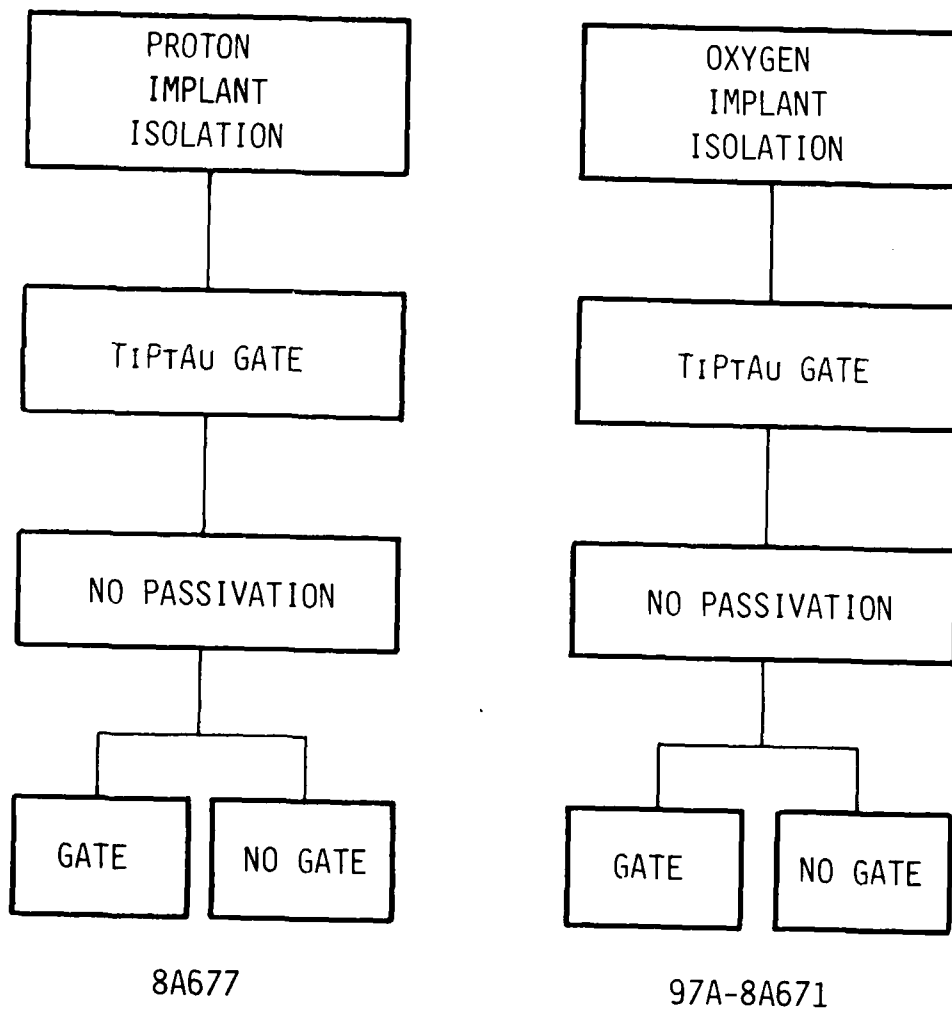 PROTON
IMPLANT
ISOLATION
TIPTAU GATE
NO PASSIVATION
GATE
NO GATE
8A677
OXYGEN
IMPLANT
ISOLATION
TIPTAU GATE
NO PASSIVATION
GATE
NO GATE
97A-8A671